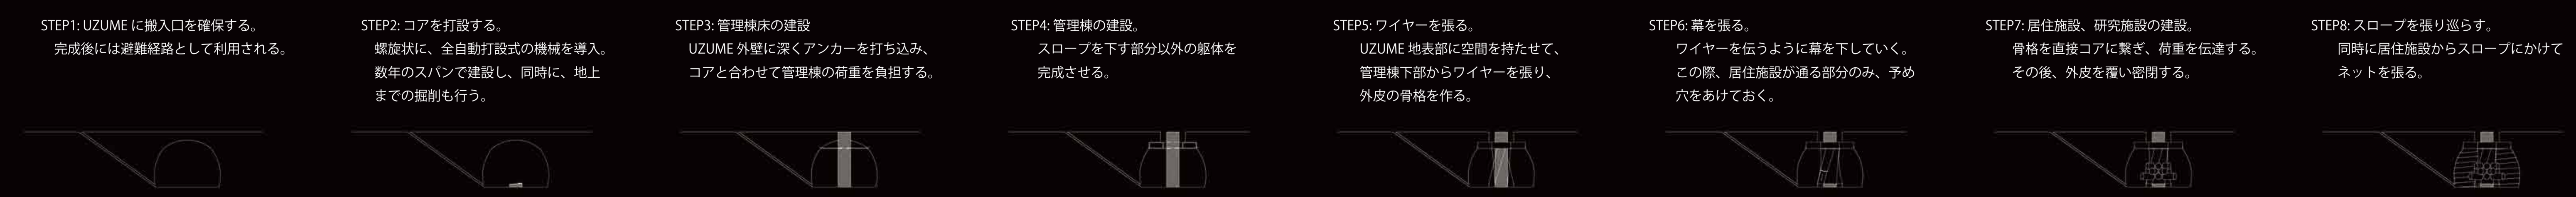 STEP1: UZUME に搬入口を確保する。
完成後には避難経路として利用される。
STEP2: コアを打設する。
螺旋状に、全自動打設式の機械を導入。
数年のスパンで建設し、同時に、地上
までの掘削も行う。
STEP3: 管理棟床の建設
UZUME 外壁に深くアンカーを打ち込み、
コアと合わせて管理棟の荷重を負担する。
STEP4: 管理棟の建設。
スロープを下す部分以外の躯体を
完成させる。
STEP5: ワイヤーを張る。
UZUME 地表部に空間を持たせて、
管理棟下部からワイヤーを張り、
外皮の骨格を作る。
STEP6: 幕を張る。
ワイヤーを伝うように幕を下していく。
この際、居住施設が通る部分のみ、予め
穴をあけておく。
STEP7: 居住施設、研究施設の建設。
骨格を直接コアに繋ぎ、荷重を伝達する。
その後、外皮を覆い密閉する。
STEP8: スロープを張り巡らす。
同時に居住施設からスロープにかけて
ネットを張る。